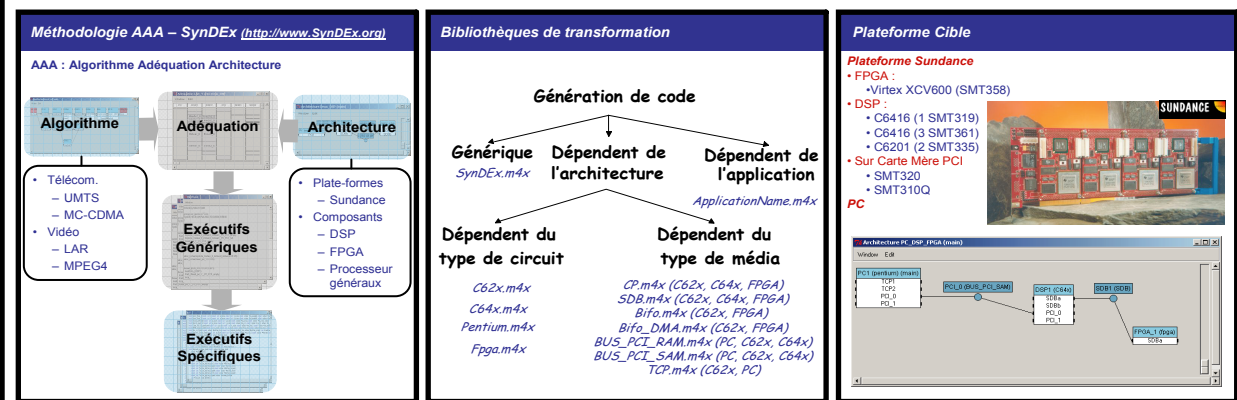 Méthodologie AAA – SynDEx (http://www.SynDEx.org)
AAA : Algorithme Adéquation Architecture
Algorithme
Adéquation
Architecture
• Télécom.
– UMTS
– MC-CDMA
• Vidéo
– LAR
– MPEG4
Exécutifs
Génériques
• Plate-formes
– Sundance
• Composants
– DSP
– FPGA
– Processeur
généraux
Exécutifs
Spécifiques
Bibliothèques de transformation
Génération de code
Générique
SynDEx.m4x
Dépendent de
l'architecture
Dépendent de
l'application
ApplicationName.m4x
Dépendent du
type de circuit
C62x.m4x
C64x.m4x
Pentium.m4x
Fpga.m4x
Dépendent du
type de média
CP.m4x (C62x, C64x, FPGA)
SDB.m4x (C62x, C64x, FPGA)
Bifo.m4x (C62x, FPGA)
Bifo_DMA.m4x (C62x, FPGA)
BUS_PCI_RAM.m4x (PC, C62x, C64x)
BUS_PCI_SAM.m4x (PC, C62x, C64x)
TCP.m4x (C62x, PC)
Plateforme Cible
Plateforme Sundance
• FPGA :
•Virtex XCV600 (SMT358)
• DSP :
• C6416 (1 SMT319)
• C6416 (3 SMT361)
• C6201 (2 SMT335)
• Sur Carte Mère PCI
• SMT320
• SMT310Q
PC
SUNDANCE
Architecture PC_DSP_FPGA (main)
Window Edit
PC1 (pentium) (main)
TCP1
TCP2
PCI_0
PCI_1
PCI_0 (BUS_PCI_SAM)
DSP1 (C64x)
SDBa
SDBb
PCI_0
PCI_1
SDB1 (SDB)
FPGA_1 (fpga)
SDBa